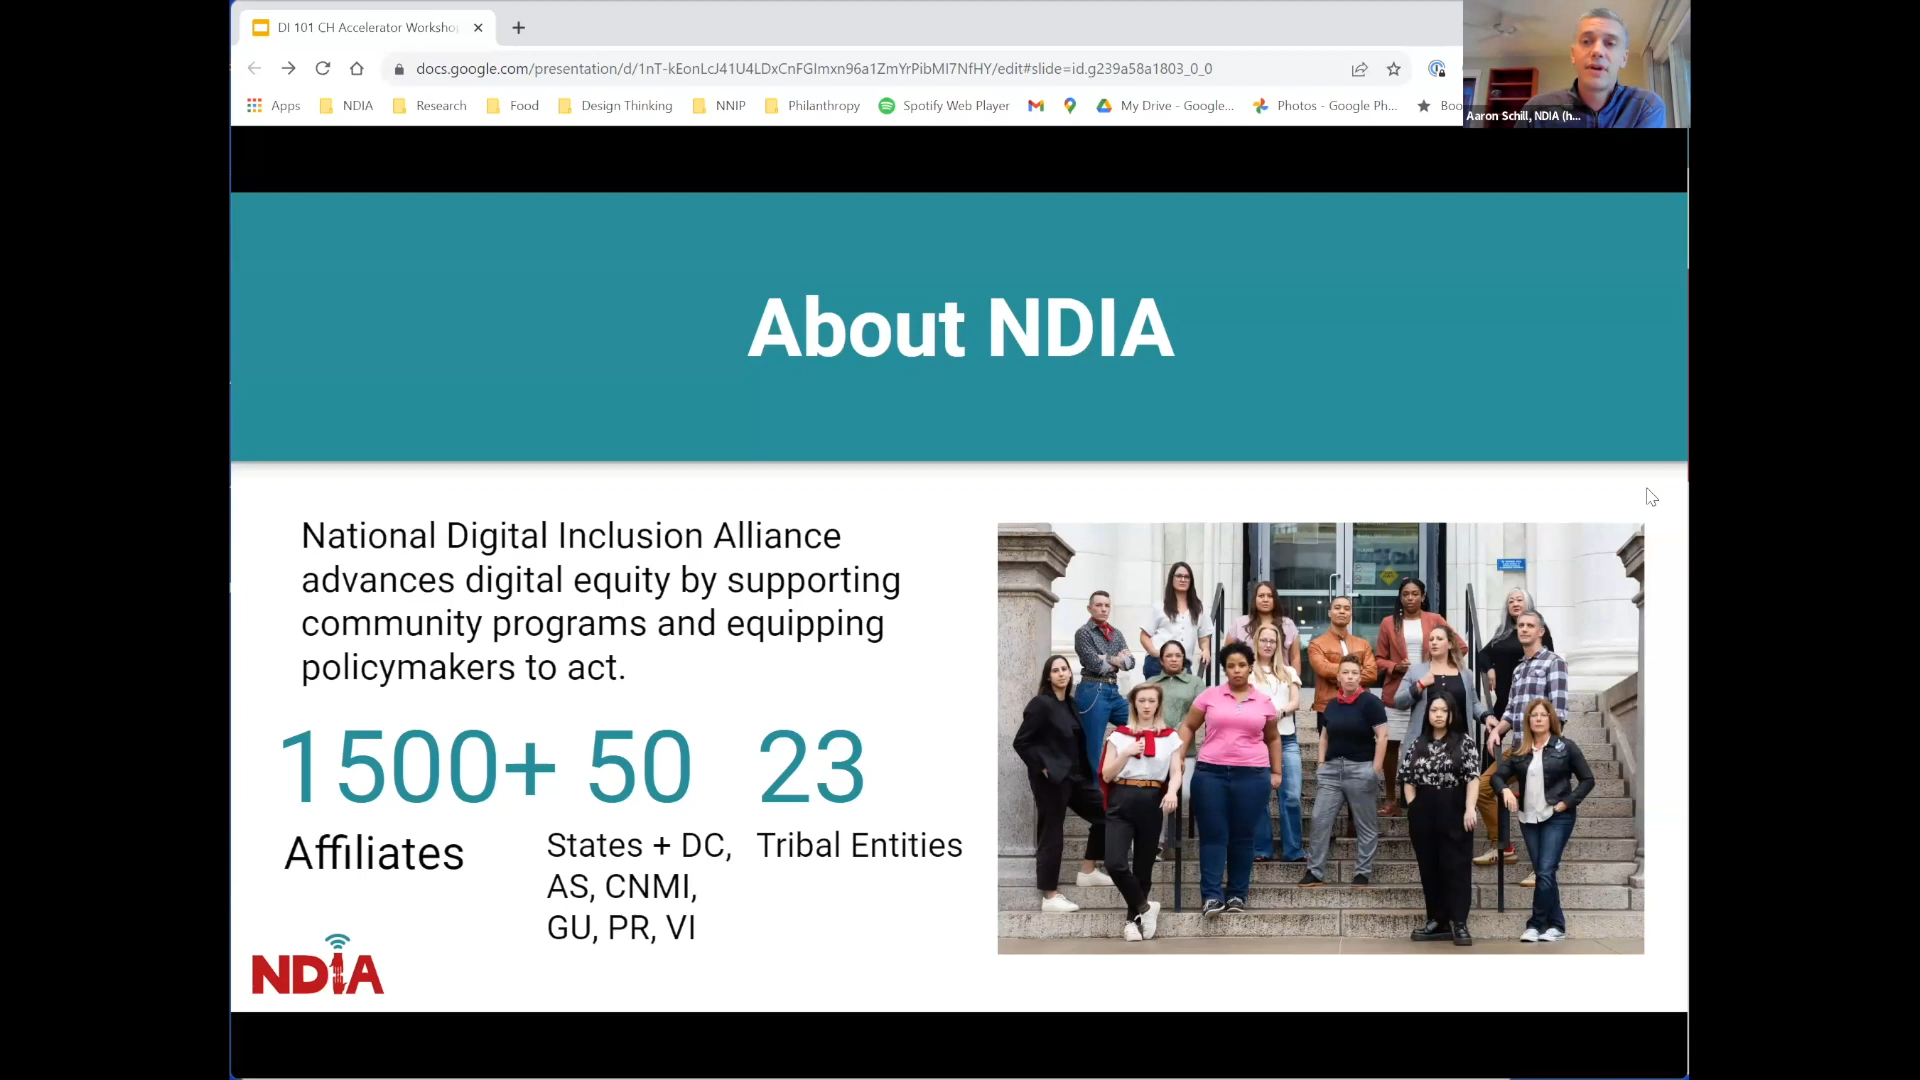 DI 101 CH Accelerator Workshop
docs.google.com/presentation/d/1nT-kEonLcJ41U4LDxCnFGImxn96a1ZmYrPibMI7NfHY/edit#slide=id.g239a58a1803_0_0
Apps NDIA Research Food Design Thinking NNIP Philanthropy Spotify Web Player My Drive - Google... Photos - Google Ph... Boo
Aaron Schill, NDIA (h...
About NDIA
National Digital Inclusion Alliance
advances digital equity by supporting
community programs and equipping
policymakers to act.
1500+ 50 23
Affiliates
States + DC,
AS, CNMI,
GU, PR, VI
Tribal Entities
NDIA